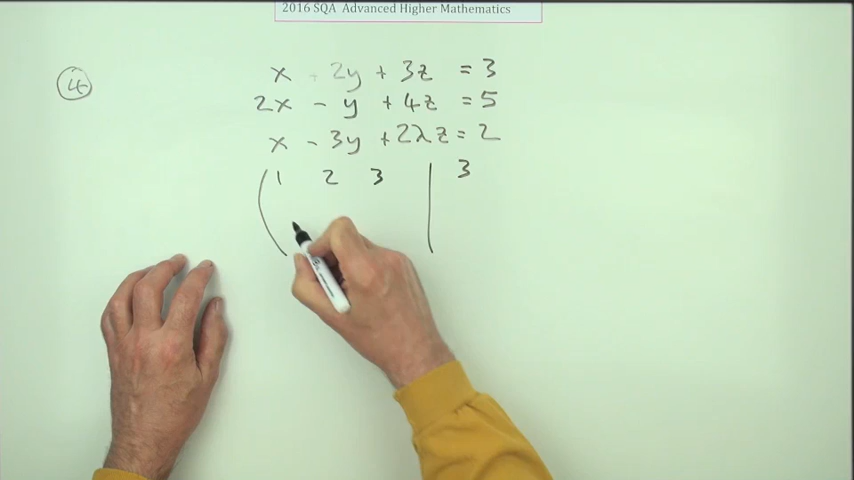 2016 SQA Advanced Higher Mathematics
4
x + 2y + 3z = 3
2x - y + 4z = 5
x - 3y + 2λz = 2
( 1 2 3 | 3